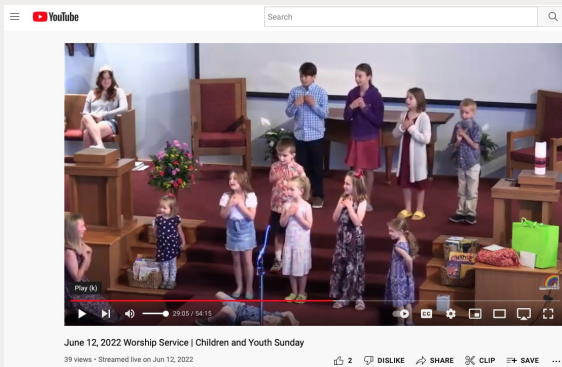 YouTube
Search
Play (k)
29:05 / 54:15
CC
June 12, 2022 Worship Service | Children and Youth Sunday
39 views • Streamed live on Jun 12, 2022
2 DISLIKE SHARE CLIP SAVE ...